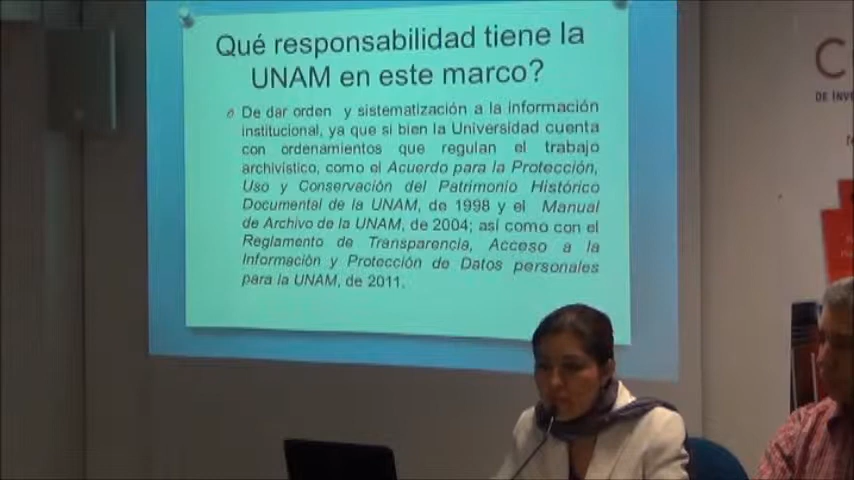 Qué responsabilidad tiene la
UNAM en este marco?
De dar orden y sistematización a la información
institucional, ya que si bien la Universidad cuenta
con ordenamientos que regulan el trabajo
archivístico, como el Acuerdo para la Protección,
Uso y Conservación del Patrimonio Histórico
Documental de la UNAM, de 1998 y el Manual
de Archivo de la UNAM, de 2004; así como con el
Reglamento de Transparencia, Acceso a la
Información y Protección de Datos personales
para la UNAM, de 2011.
C
DE INVE